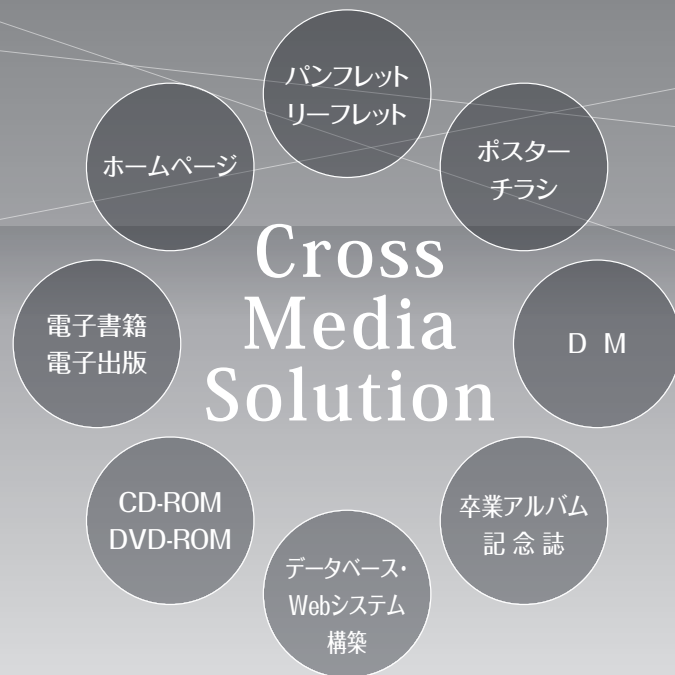 パンフレット
リーフレット
ホームページ
ポスター
チラシ
Cross
Media
Solution
電子書籍
電子出版
D M
CD-ROM
DVD-ROM
卒業アルバム
記念誌
データベース・
Webシステム
構築